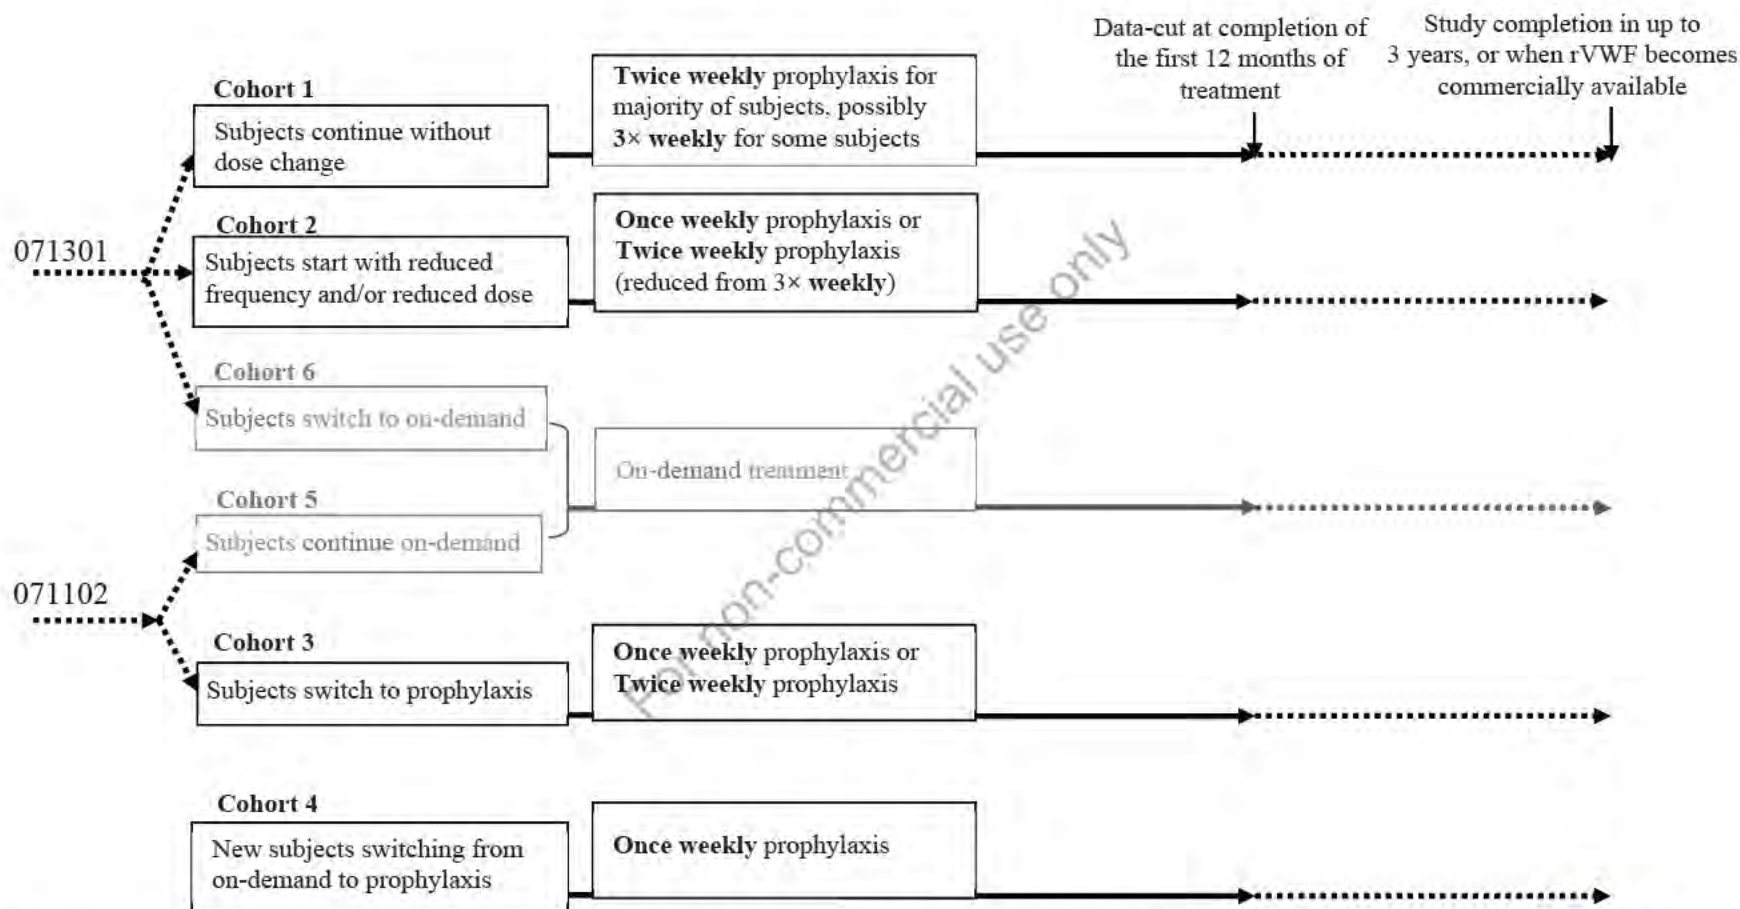 Data-cut at completion of
the first 12 months of
treatment
Study completion in up to
3 years, or when rVWF becomes
commercially available
Cohort 1
Subjects continue without
dose change
Twice weekly prophylaxis for
majority of subjects, possibly
3× weekly for some subjects
071301
Cohort 2
Subjects start with reduced
frequency and/or reduced dose
Once weekly prophylaxis or
Twice weekly prophylaxis
(reduced from 3× weekly)
Cohort 6
Subjects switch to on-demand
On-demand treatment
Cohort 5
Subjects continue on-demand
071102
Cohort 3
Subjects switch to prophylaxis
Once weekly prophylaxis or
Twice weekly prophylaxis
Cohort 4
New subjects switching from
on-demand to prophylaxis
Once weekly prophylaxis
For non-commercial use only